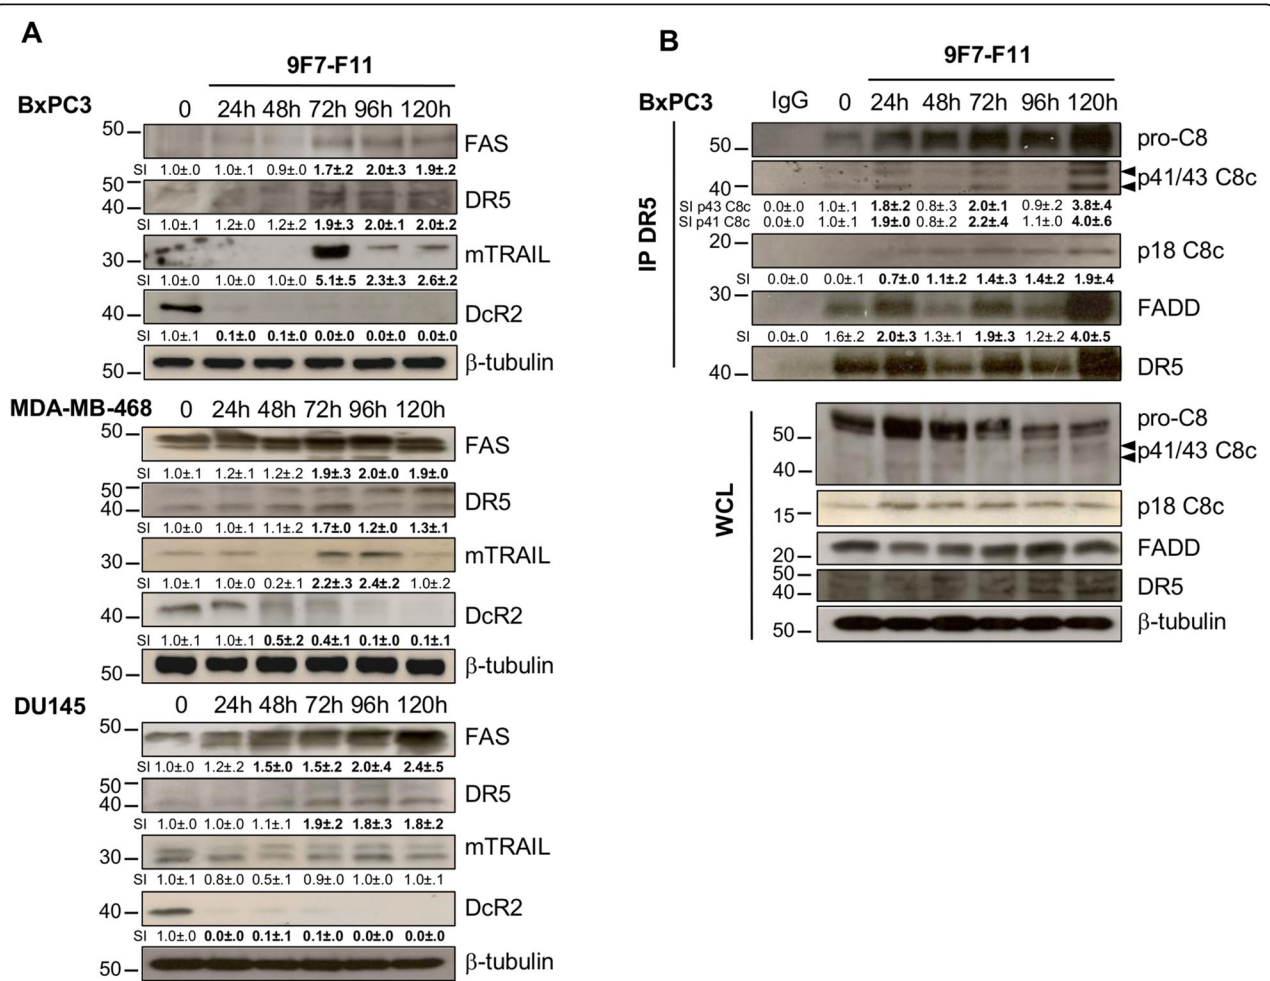 A
9F7-F11
BxPC3 0 24h 48h 72h 96h 120h
50 FAS
SI 1.0±.0 1.0±.1 0.9±.0 1.7±.2 2.0±.3 1.9±.2
50
40 DR5
SI 1.0±.1 1.2±.0 1.2±.2 1.9±.3 2.0±.1 2.0±.2
30 mTRAIL
SI 1.0±.0 1.0±.0 1.0±.0 5.1±.5 2.3±.3 2.6±.2
40 DcR2
SI 1.0±.1 0.1±.0 0.1±.0 0.0±.0 0.0±.0 0.0±.0
50 β-tubulin
MDA-MB-468 0 24h 48h 72h 96h 120h
50 FAS
SI 1.0±.1 1.2±.1 1.2±.2 1.9±.3 2.0±.0 1.9±.0
50
40 DR5
SI 1.0±.0 1.0±.1 1.1±.2 1.7±.0 1.2±.0 1.3±.1
30 mTRAIL
SI 1.0±.1 1.0±.0 0.2±.1 2.2±.3 2.4±.2 1.0±.2
40 DcR2
SI 1.0±.1 1.0±.1 0.5±.2 0.4±.1 0.1±.0 0.1±.1
50 β-tubulin
DU145 0 24h 48h 72h 96h 120h
50 FAS
SI 1.0±.0 1.2±.2 1.5±.0 1.5±.2 2.0±.4 2.4±.5
50
40 DR5
SI 1.0±.0 1.0±.0 1.1±.1 1.9±.2 1.8±.3 1.8±.2
30 mTRAIL
SI 1.0±.1 0.8±.0 0.5±.1 0.9±.0 1.0±.0 1.0±.1
40 DcR2
SI 1.0±.0 0.0±.0 0.1±.1 0.1±.0 0.0±.0 0.0±.0
50 β-tubulin
B
9F7-F11
BxPC3 IgG 0 24h 48h 72h 96h 120h
IP DR5
50 pro-C8
40 p41/43 C8c
SI p43 C8c 0.0±.0 1.0±.1 1.8±.2 0.8±.3 2.0±.1 0.9±.2 3.8±.4
SI p41 C8c 0.0±.0 1.0±.1 1.9±.0 0.8±.2 2.2±.4 1.1±.0 4.0±.6
20 p18 C8c
SI 0.0±.0 0.0±.1 0.7±.0 1.1±.2 1.4±.3 1.4±.2 1.9±.4
30 FADD
SI 0.0±.0 1.6±.2 2.0±.3 1.3±.1 1.9±.3 1.2±.2 4.0±.5
40 DR5
WCL
pro-C8
50 p41/43 C8c
40
15 p18 C8c
20 FADD
50
40 DR5
50 β-tubulin